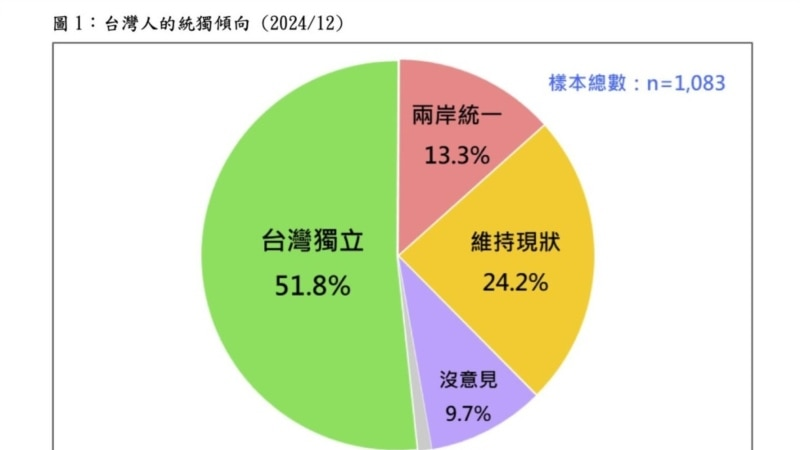 圖 1：台灣人的統獨傾向（2024/12）
樣本總數：n=1,083
兩岸統一
13.3%
維持現狀
24.2%
台灣獨立
51.8%
沒意見
9.7%